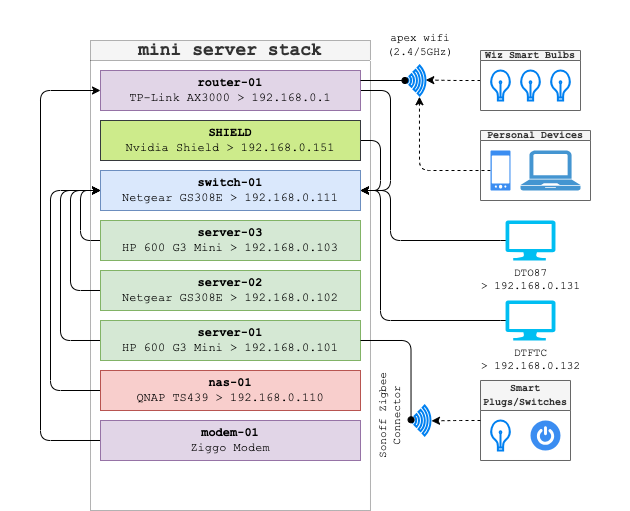 apex wifi
(2.4/5GHz)
mini server stack
router-01
TP-Link AX3000 > 192.168.0.1
SHIELD
Nvidia Shield > 192.168.0.151
switch-01
Netgear GS308E > 192.168.0.111
server-03
HP 600 G3 Mini > 192.168.0.103
server-02
Netgear GS308E > 192.168.0.102
server-01
HP 600 G3 Mini > 192.168.0.101
nas-01
QNAP TS439 > 192.168.0.110
modem-01
Ziggo Modem
Sonoff Zigbee
Connector
Wiz Smart Bulbs
Personal Devices
DTO87
> 192.168.0.131
DTFTC
> 192.168.0.132
Smart
Plugs/Switches